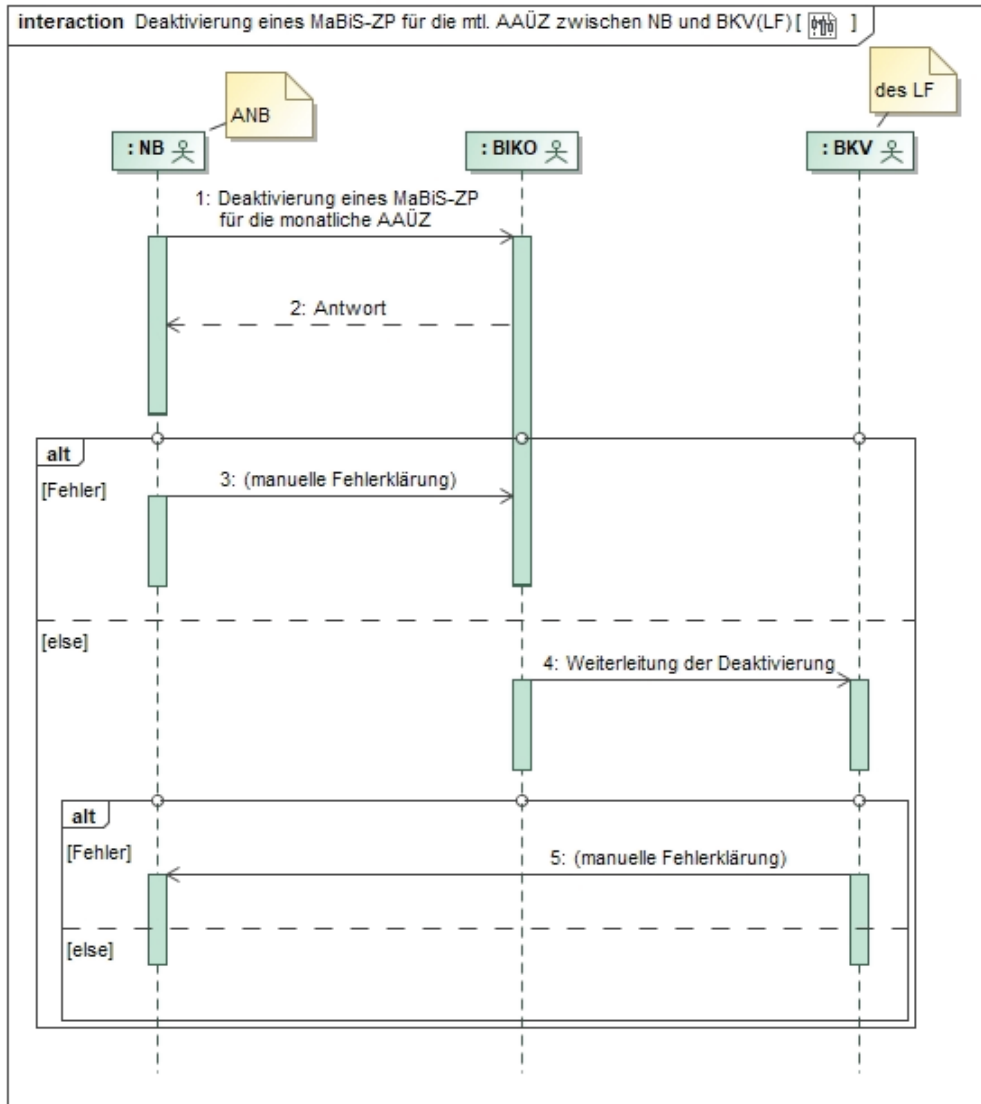 interaction Deaktivierung eines MaBiS-ZP für die mtl. AAÜZ zwischen NB und BKV(LF) [ ]
ANB
des LF
: NB
: BIKO
: BKV
1: Deaktivierung eines MaBiS-ZP
für die monatliche AAÜZ
2: Antwort
alt
[Fehler]
3: (manuelle Fehlerklärung)
[else]
4: Weiterleitung der Deaktivierung
alt
[Fehler]
5: (manuelle Fehlerklärung)
[else]